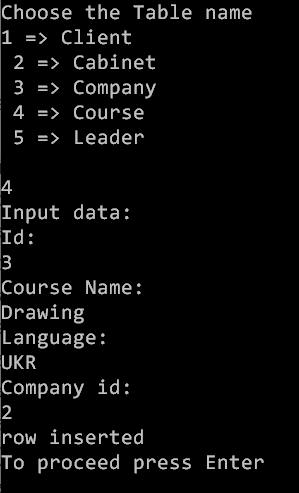 Choose the Table name
1 => Client
2 => Cabinet
3 => Company
4 => Course
5 => Leader
4
Input data:
Id:
3
Course Name:
Drawing
Language:
UKR
Company id:
2
row inserted
To proceed press Enter